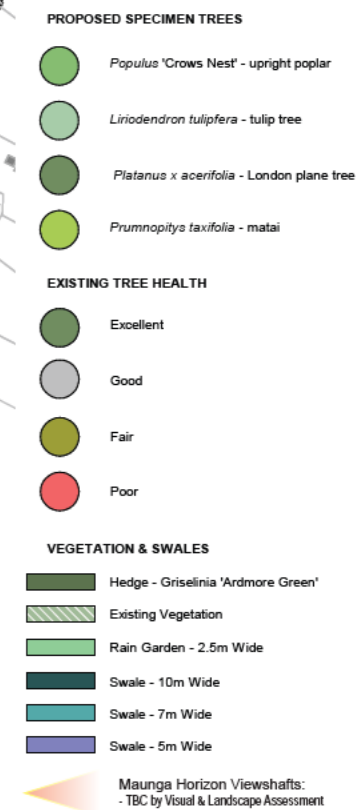 PROPOSED SPECIMEN TREES
Populus 'Crows Nest' - upright poplar
Liriodendron tulipfera - tulip tree
Platanus x acerifolia - London plane tree
Prumnopitys taxifolia - matai
EXISTING TREE HEALTH
Excellent
Good
Fair
Poor
VEGETATION & SWALES
Hedge - Griselinia 'Ardmore Green'
Existing Vegetation
Rain Garden - 2.5m Wide
Swale - 10m Wide
Swale - 7m Wide
Swale - 5m Wide
Maunga Horizon Viewshafts:
- TBC by Visual & Landscape Assessment